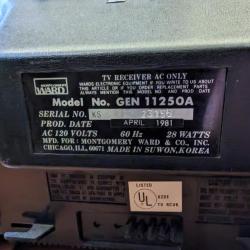 TV RECEIVER AC ONLY
WARDS ELECTRONIC EQUIPMENT IF YOU WRITE TO US ABOUT
THIS ARTICLE OR IF YOU ORDER REPLACEMENT PARTS
ALWAYS MENTION THIS MODEL NO. AND PROD DATE
MONTGOMERY
WARD
Model No. GEN 11250A
SERIAL NO. KS
PROD. DATE APRIL 1981
AC 120 VOLTS 60 Hz 28 WATTS
MFG. FOR: MONTGOMERY WARD & CO., INC.
CHICAGO, ILL, 60671 MADE IN SUWON, KOREA
LISTED
UL